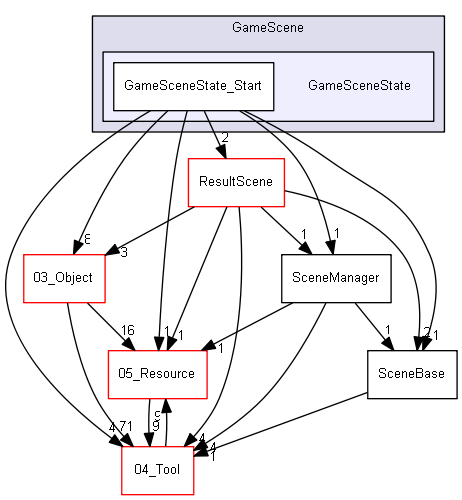 GameScene
GameSceneState_Start
GameSceneState
2
ResultScene
8
3
1
1
03_Object
SceneManager
16
1
1
1
1
2
1
05_Resource
SceneBase
9
4
71
4
4
1
04_Tool